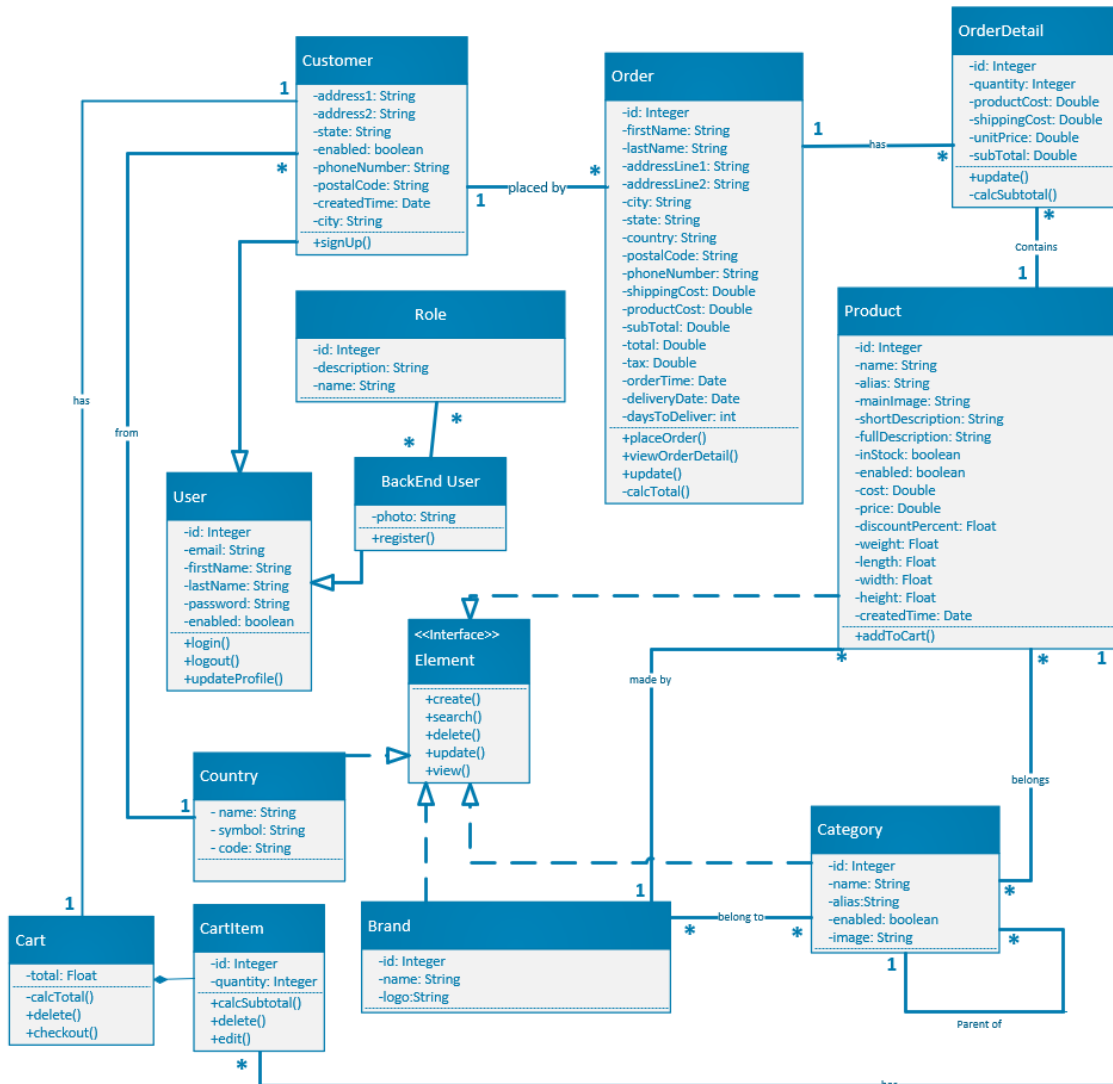 Customer
-address1: String
-address2: String
-state: String
-enabled: boolean
-phoneNumber: String
-postalCode: String
-createdTime: Date
-city: String
+signUp()
1
*
1
placed by
*
Order
-id: Integer
-firstName: String
-lastName: String
-addressLine1: String
-addressLine2: String
-city: String
-state: String
-country: String
-postalCode: String
-phoneNumber: String
-shippingCost: Double
-productCost: Double
-subTotal: Double
-total: Double
-tax: Double
-orderTime: Date
-deliveryDate: Date
-daysToDeliver: int
+placeOrder()
+viewOrderDetail()
+update()
-calcTotal()
1
has
*
OrderDetail
-id: Integer
-quantity: Integer
-productCost: Double
-shippingCost: Double
-unitPrice: Double
-subTotal: Double
+update()
-calcSubtotal()
*
Contains
1
Product
-id: Integer
-name: String
-alias: String
-mainImage: String
-shortDescription: String
-fullDescription: String
-inStock: boolean
-enabled: boolean
-cost: Double
-price: Double
-discountPercent: Float
-weight: Float
-length: Float
-width: Float
-height: Float
-createdTime: Date
+addToCart()
*
*
1
Role
-id: Integer
-description: String
-name: String
*
*
has
from
BackEnd User
-photo: String
+register()
User
-id: Integer
-email: String
-firstName: String
-lastName: String
-password: String
-enabled: boolean
+login()
+logout()
+updateProfile()
<<Interface>>
Element
+create()
+search()
+delete()
+update()
+view()
made by
belongs
1
Country
- name: String
- symbol: String
- code: String
Category
-id: Integer
-name: String
-alias:String
-enabled: boolean
-image: String
*
*
1
Parent of
1
Brand
-id: Integer
-name: String
-logo:String
*
belong to
*
1
Cart
-total: Float
-calcTotal()
+delete()
+checkout()
CartItem
-id: Integer
-quantity: Integer
+calcSubtotal()
+delete()
+edit()
*
has